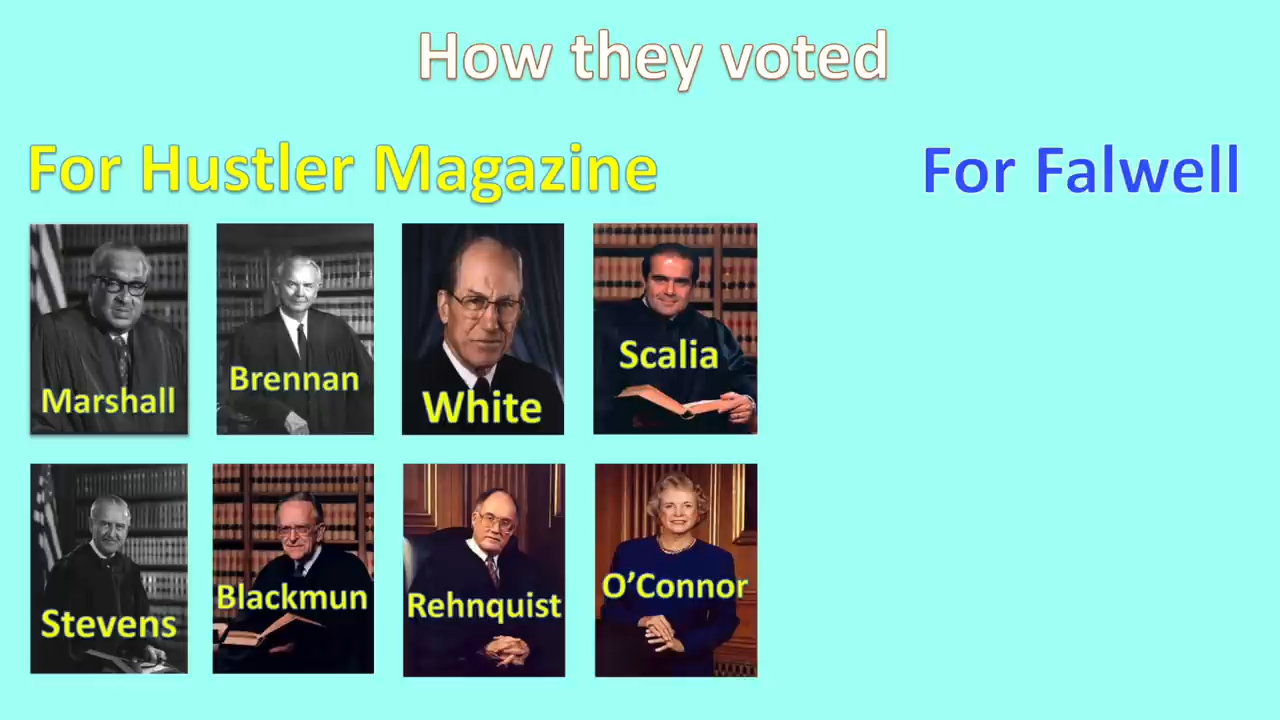 How they voted
For Hustler Magazine
For Falwell
Marshall
Brennan
White
Scalia
Stevens
Blackmun
Rehnquist
O’Connor